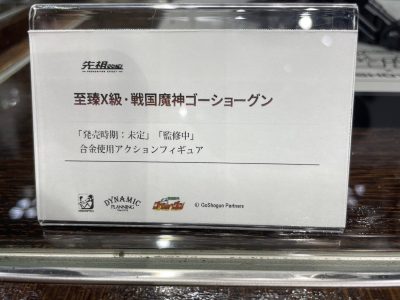 先祖
至臻X級・戦国魔神ゴーショーグン
「発売時期：未定」「監修中」
合金使用アクションフィギュア
DYNAMIC
PLANNING
© GoShogun Partners